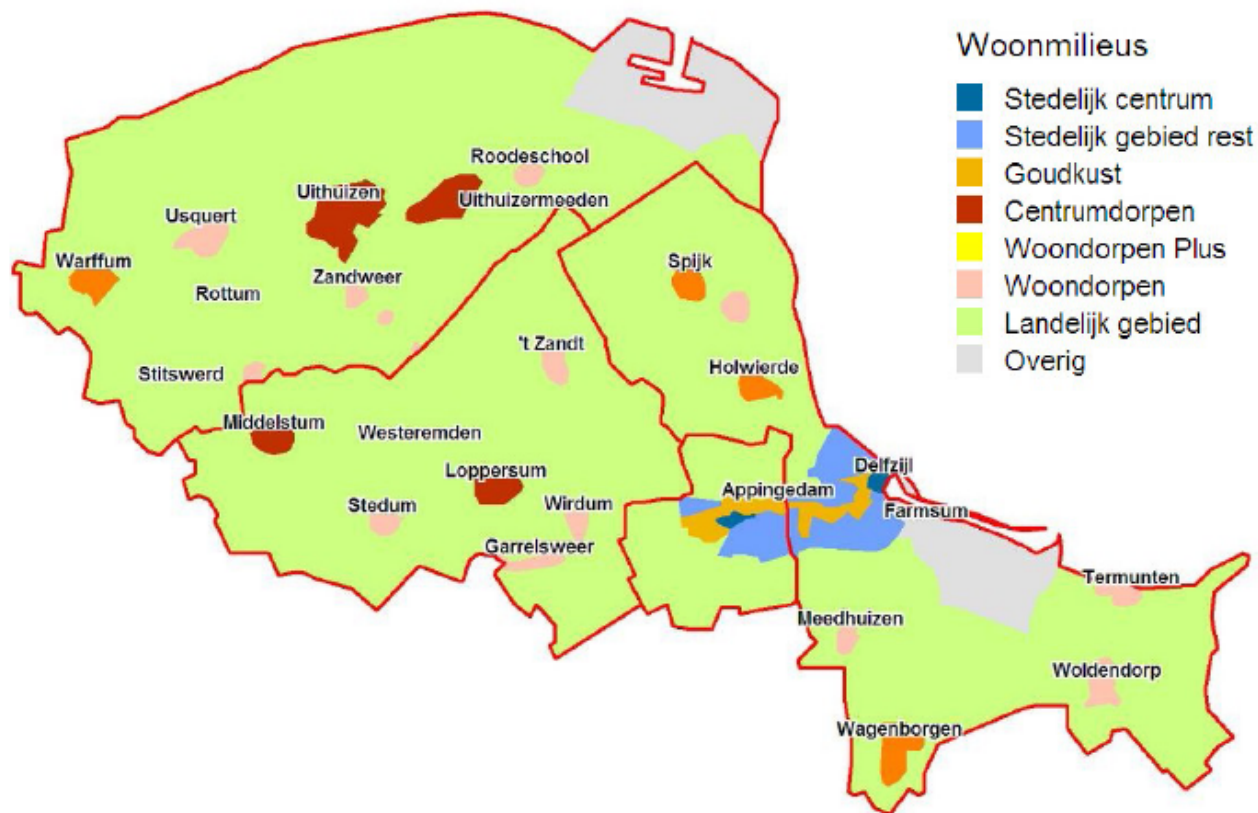 Woonmilieus
Stedelijk centrum
Stedelijk gebied rest
Goudkust
Centrumdorpen
Woondorpen Plus
Woondorpen
Landelijk gebied
Overig
Roodeschool
Uithuizen
Uithuizermeeden
Usquert
Warffum
Zandweer
Rottum
Spijk
't Zandt
Holwierde
Stitswerd
Middelstum
Westeremden
Loppersum
Delfzijl
Appingedam
Stedum
Wirdum
Farmsum
Garrelsweer
Termunten
Meedhuizen
Woldendorp
Wagenborgen